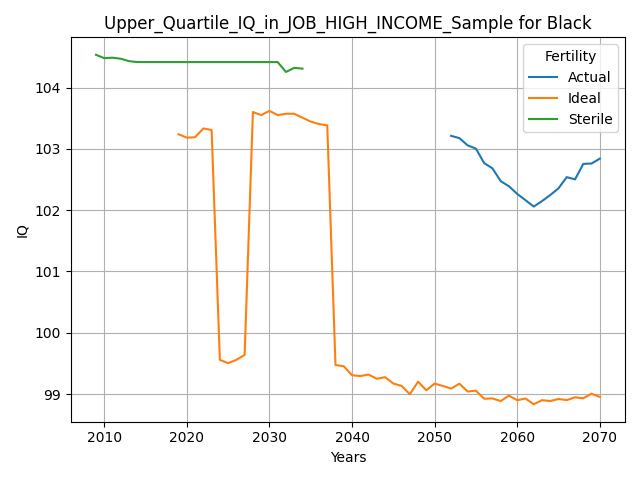 Upper_Quartile_IQ_in_JOB_HIGH_INCOME_Sample for Black
Fertility
Actual
Ideal
Sterile
104
103
102
101
100
99
IQ
2010 2020 2030 2040 2050 2060 2070
Years